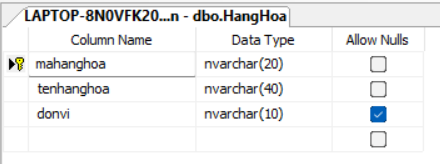 LAPTOP-8N0VFK20...n - dbo.HangHoa
Column Name Data Type Allow Nulls
mahanghoa nvarchar(20)
tenhanghoa nvarchar(40)
donvi nvarchar(10)